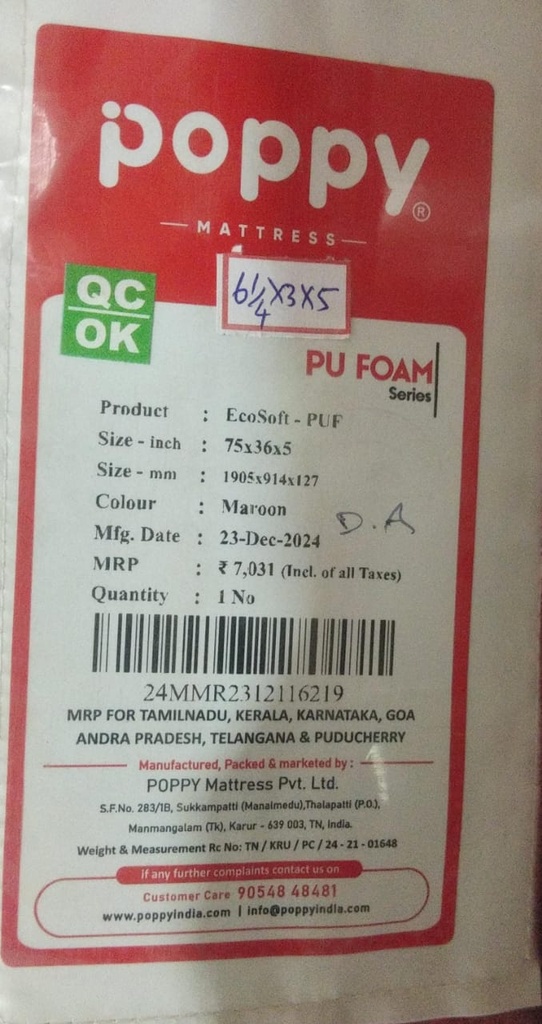 poppy®
MATTRESS
QC
OK
6 1/4 x3x5
PU FOAM
Series
Product : EcoSoft - PUF
Size - inch : 75x36x5
Size - mm : 1905x914x127
Colour : Maroon
D.A
Mfg. Date : 23-Dec-2024
MRP : ₹ 7,031 (Incl. of all Taxes)
Quantity : 1 No
24MMR2312116219
MRP FOR TAMILNADU, KERALA, KARNATAKA, GOA
ANDRA PRADESH, TELANGANA & PUDUCHERRY
Manufactured, Packed & marketed by :
POPPY Mattress Pvt. Ltd.
S.F.No. 283/1B, Sukkampatti (Manalmedu),Thalapatti (P.O.),
Manmangalam (Tk), Karur - 639 003, TN, India.
Weight & Measurement Rc No: TN / KRU / PC / 24 - 21 - 01648
if any further complaints contact us on
Customer Care 90548 48481
www.poppyindia.com | info@poppyindia.com